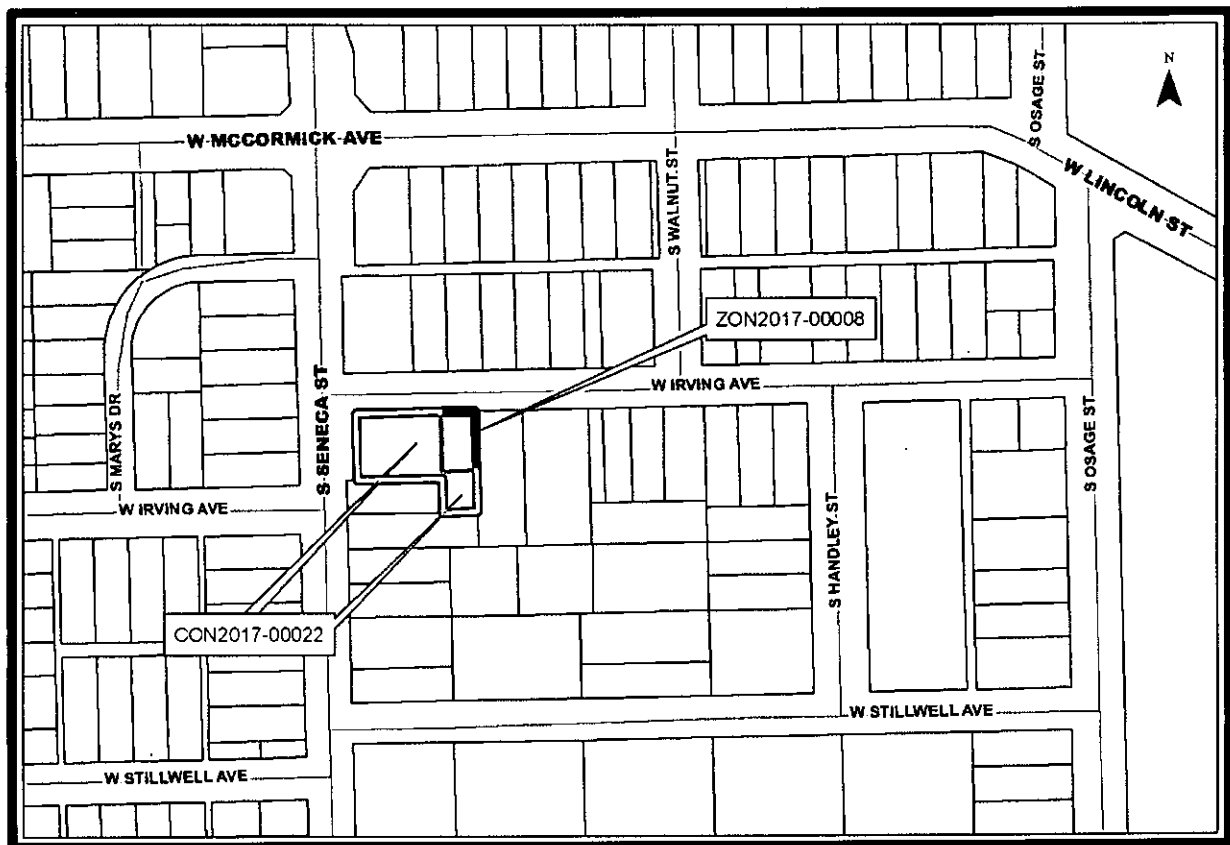 N
S OSAGE ST
W MCCORMICK AVE
W LINCOLN ST
S WALNUT ST
ZON2017-00008
W IRVING AVE
S MARYS DR
S SENECA ST
S OSAGE ST
W IRVING AVE
S HANDLEY ST
CON2017-00022
W STILLWELL AVE
W STILLWELL AVE